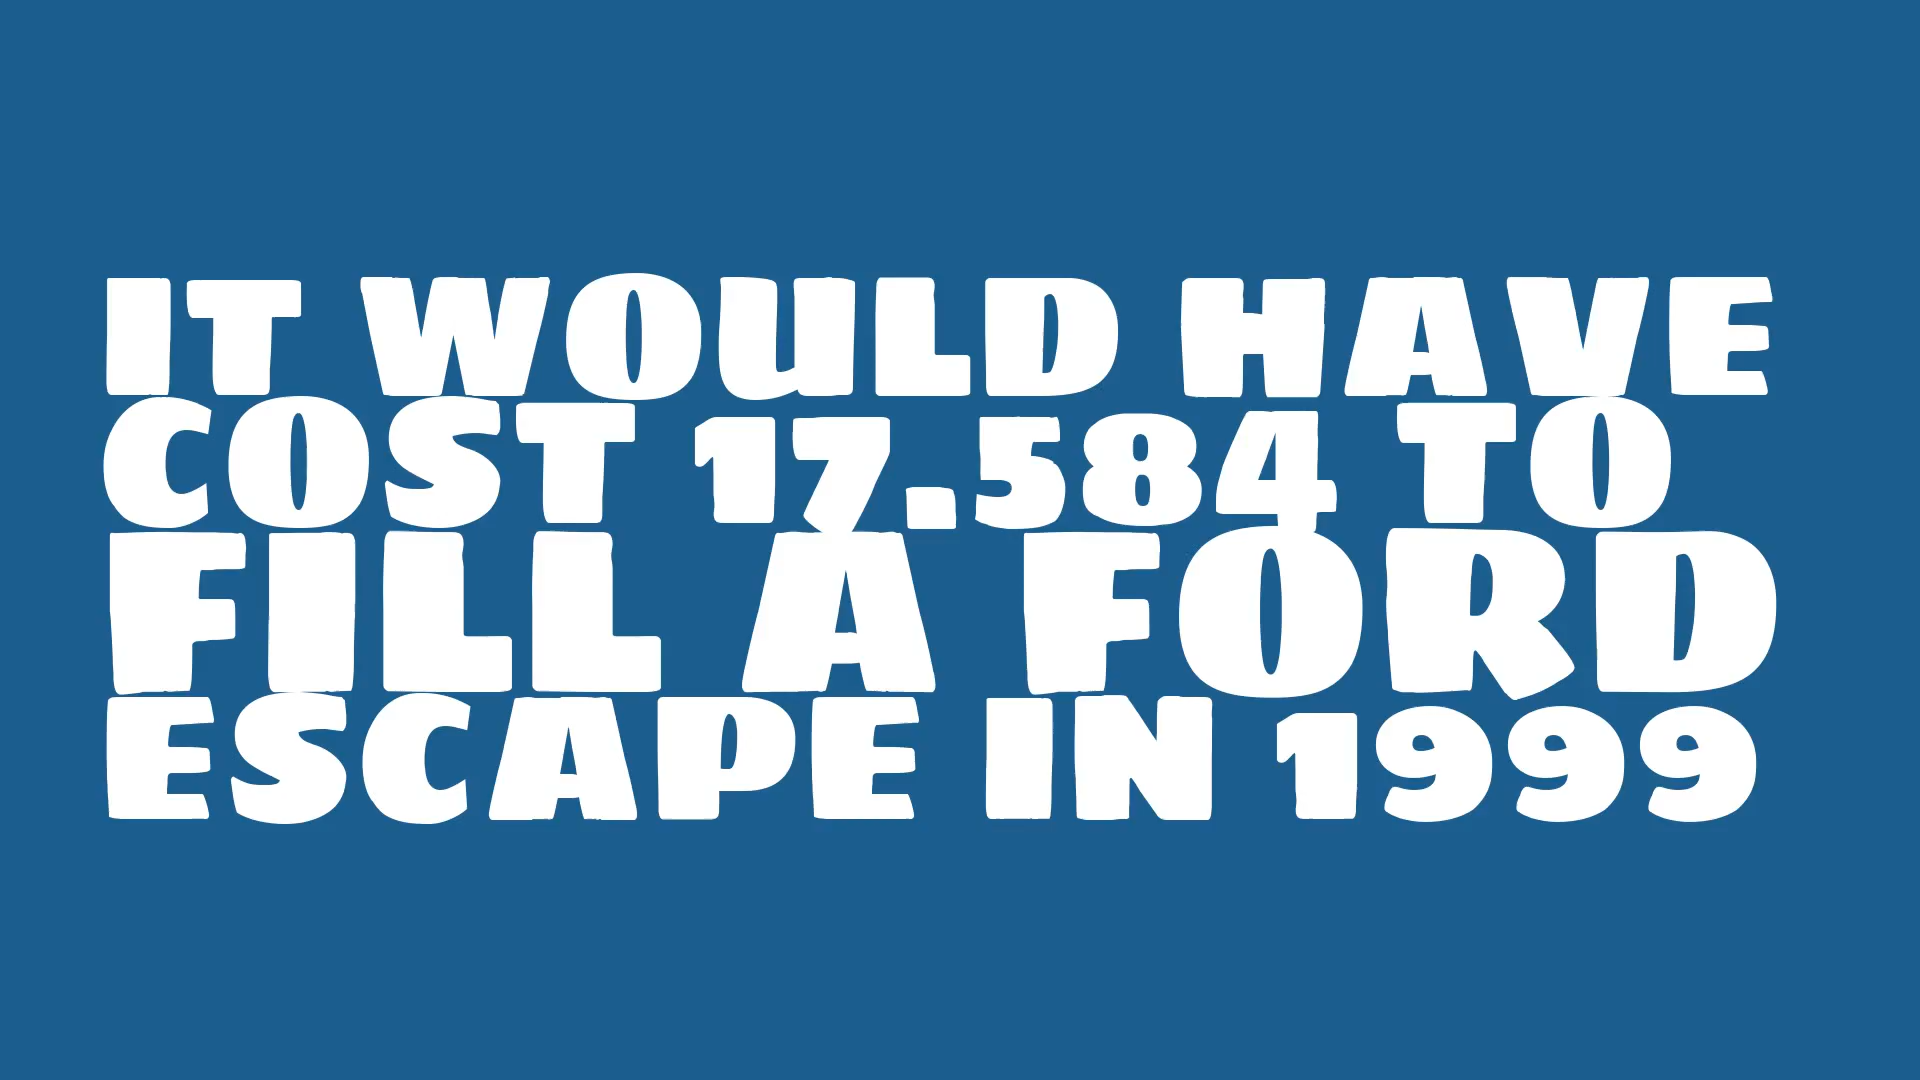 IT WOULD HAVE
COST 17.584 TO
FILL A FORD
ESCAPE IN 1999